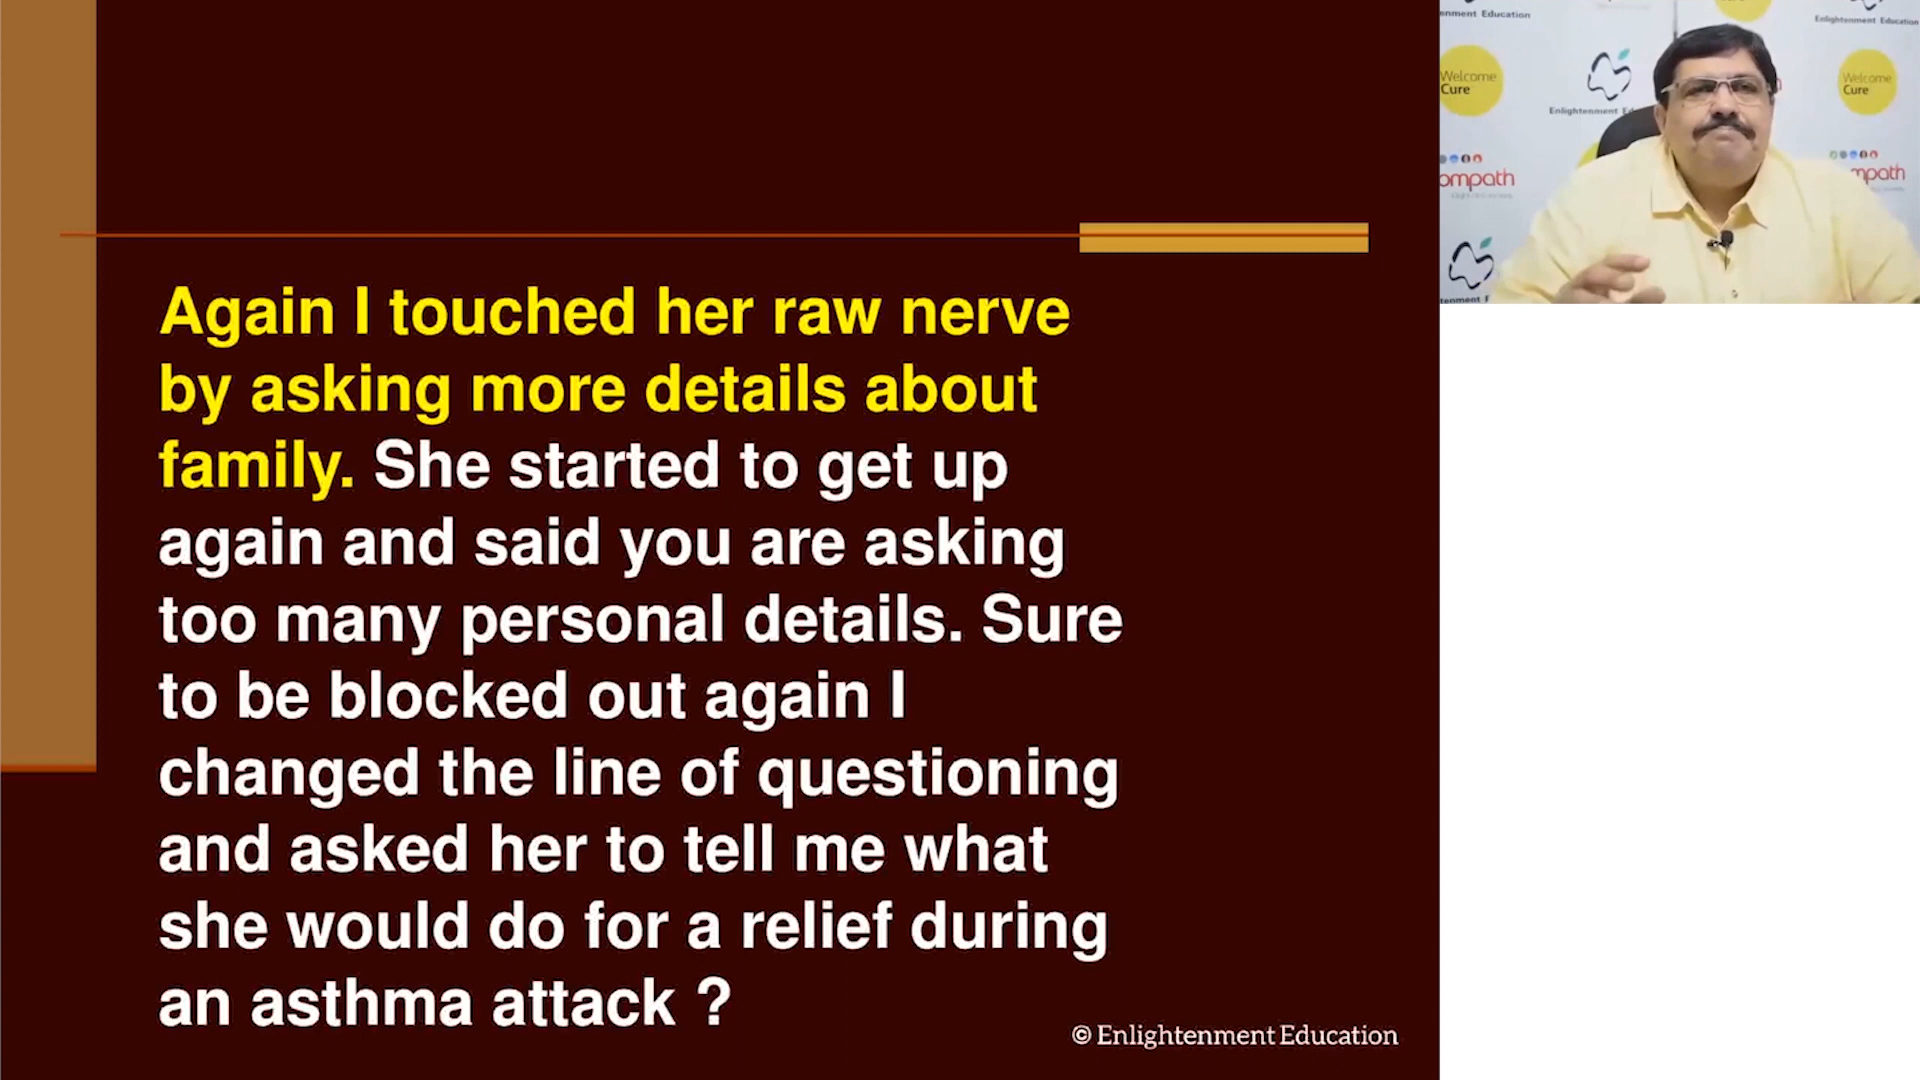 Again I touched her raw nerve
by asking more details about
family. She started to get up
again and said you are asking
too many personal details. Sure
to be blocked out again I
changed the line of questioning
and asked her to tell me what
she would do for a relief during
an asthma attack ?
© Enlightenment Education
Enlightenment Education
Welcome
Cure
Enlightenment
Welcome
Cure
ompath
mpath